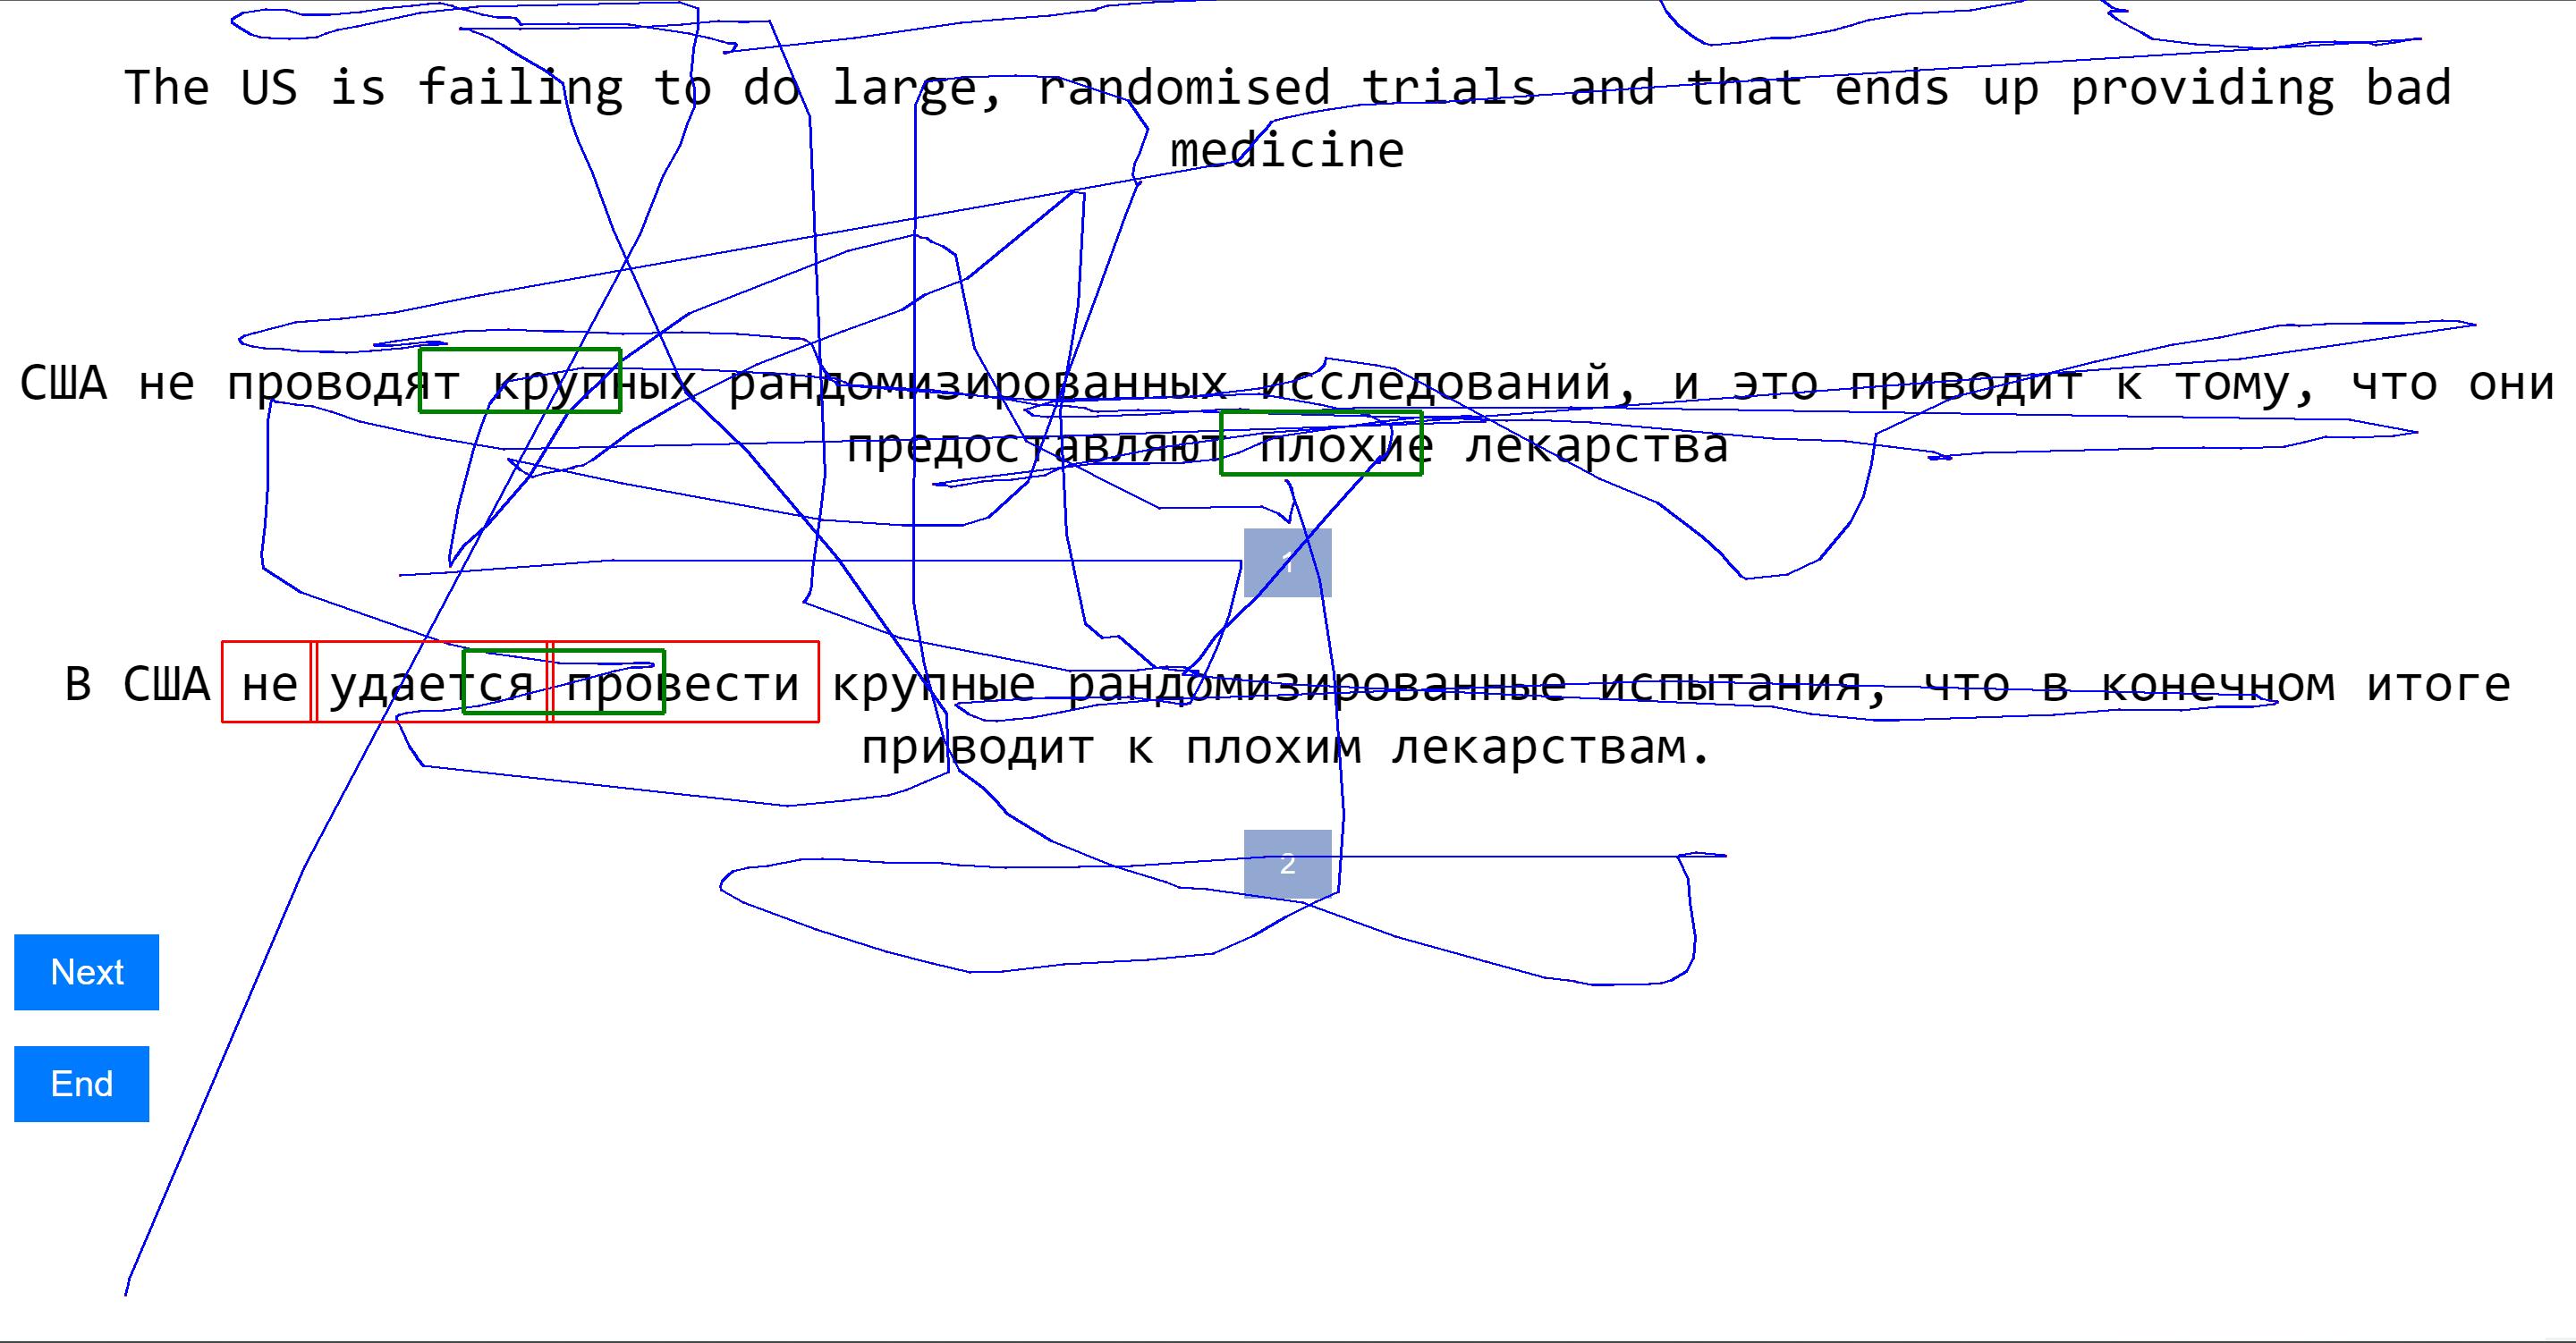 The US is failing to do large, randomised trials and that ends up providing bad
medicine
США не проводят крупных рандомизированных исследований, и это приводит к тому, что они
предоставляют плохие лекарства
1
В США не удается провести крупные рандомизированные испытания, что в конечном итоге
приводит к плохим лекарствам.
2
Next
End